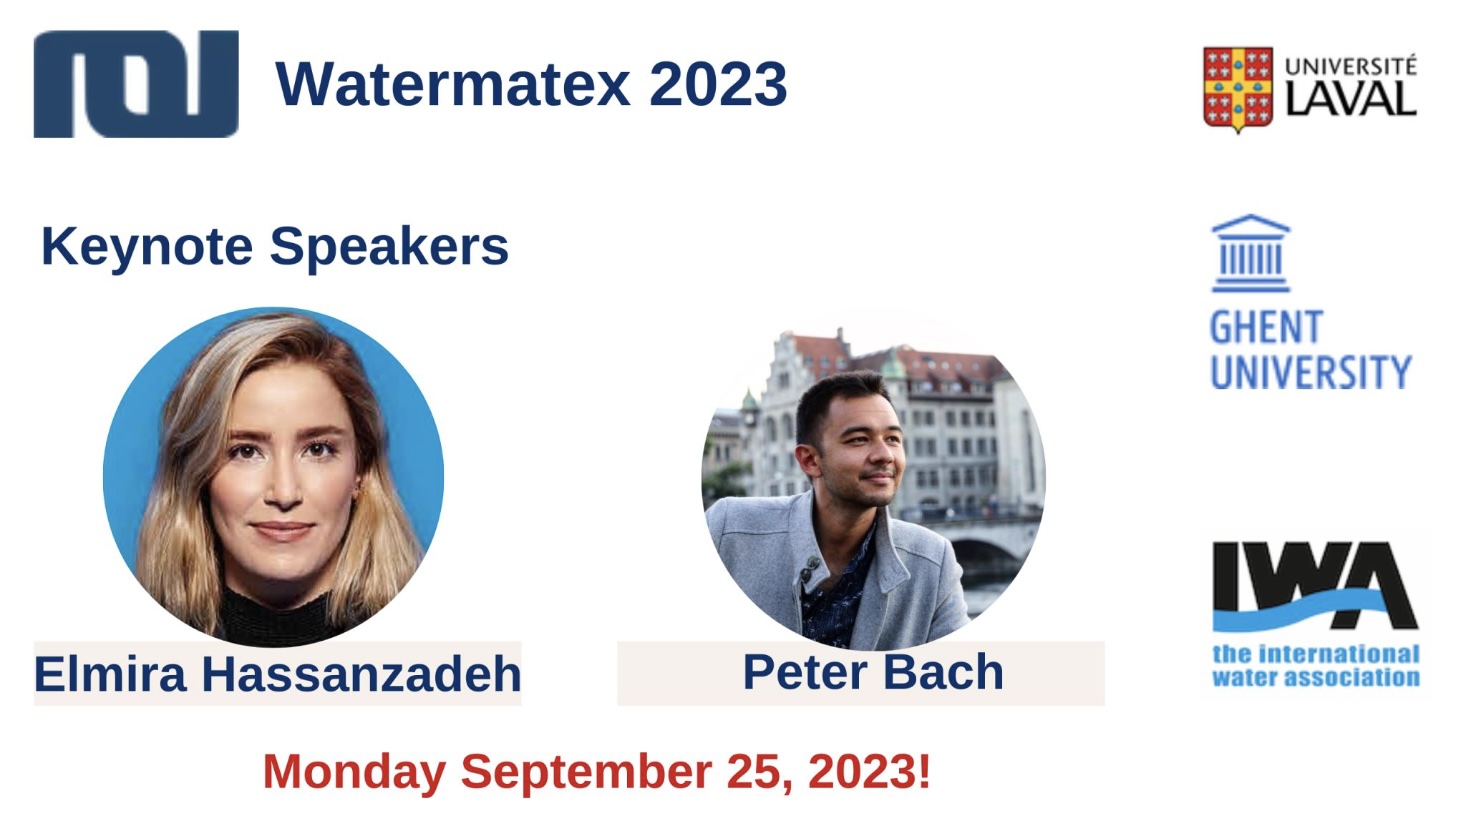 Watermatex 2023
UNIVERSITÉ
LAVAL
Keynote Speakers
GHENT
UNIVERSITY
Elmira Hassanzadeh
Peter Bach
IWA
the international
water association
Monday September 25, 2023!